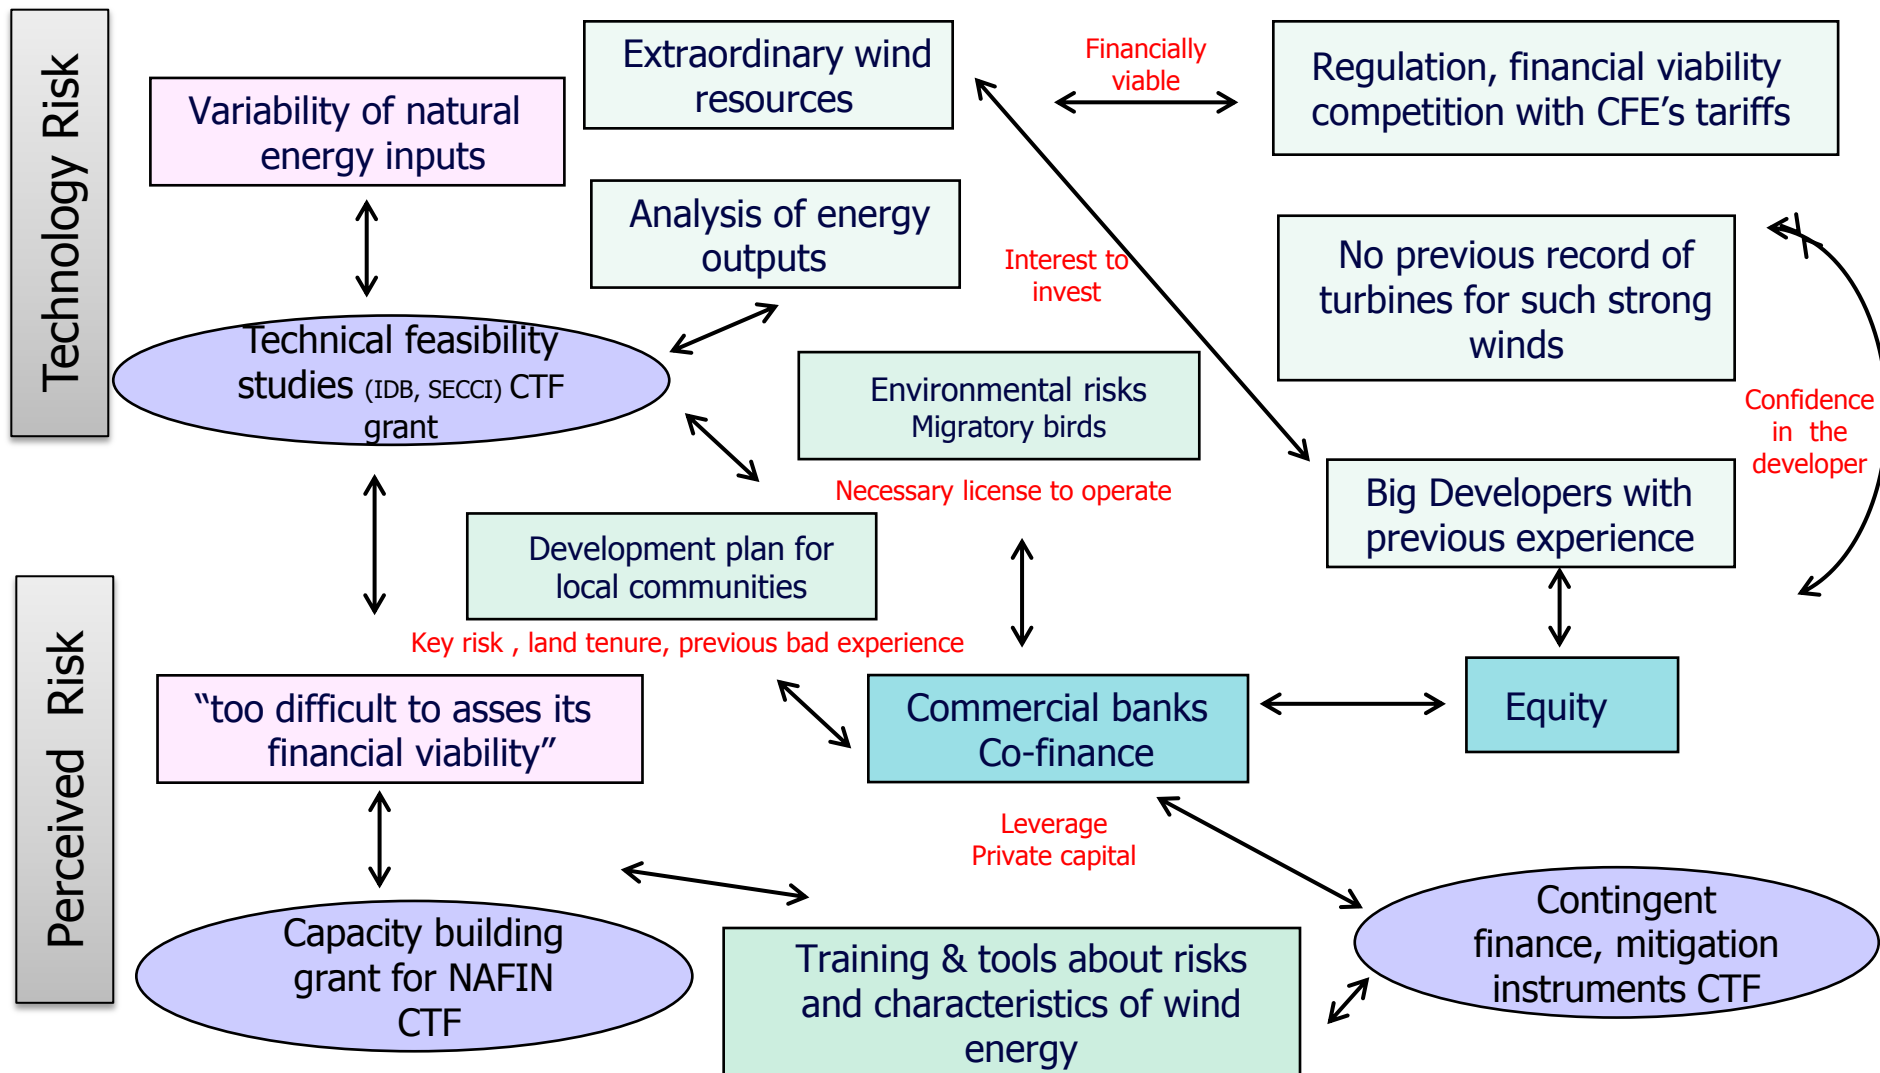 Technology Risk
Extraordinary wind
resources
Financially
viable
Regulation, financial viability
competition with CFE’s tariffs
Variability of natural
energy inputs
Analysis of energy
outputs
Interest to
invest
No previous record of
turbines for such strong
winds
Technical feasibility
studies (IDB, SECCI) CTF
grant
Environmental risks
Migratory birds
Confidence
in the
developer
Necessary license to operate
Big Developers with
previous experience
Development plan for
local communities
Key risk , land tenure, previous bad experience
Perceived Risk
“too difficult to asses its
financial viability”
Commercial banks
Co-finance
Equity
Leverage
Private capital
Capacity building
grant for NAFIN
CTF
Training & tools about risks
and characteristics of wind
energy
Contingent
finance, mitigation
instruments CTF